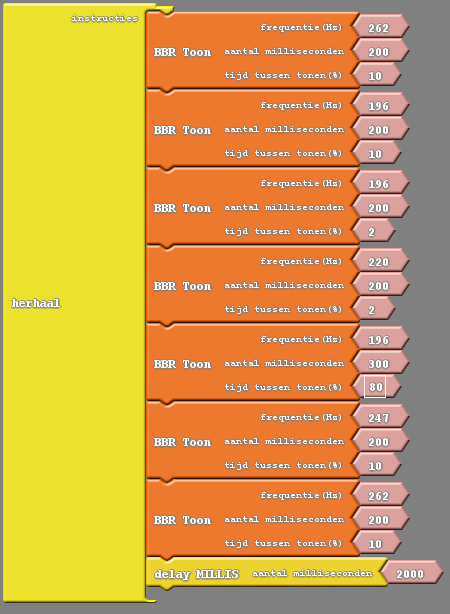 instructies
frequentie(Hz) 262
BBR Toon aantal milliseconden 200
tijd tussen tonen(%) 10
frequentie(Hz) 196
BBR Toon aantal milliseconden 200
tijd tussen tonen(%) 10
frequentie(Hz) 196
BBR Toon aantal milliseconden 200
tijd tussen tonen(%) 2
frequentie(Hz) 220
BBR Toon aantal milliseconden 200
tijd tussen tonen(%) 2
herhaal
frequentie(Hz) 196
BBR Toon aantal milliseconden 300
tijd tussen tonen(%) 80
frequentie(Hz) 247
BBR Toon aantal milliseconden 200
tijd tussen tonen(%) 10
frequentie(Hz) 262
BBR Toon aantal milliseconden 200
tijd tussen tonen(%) 10
delay MILLIS aantal milliseconden 2000